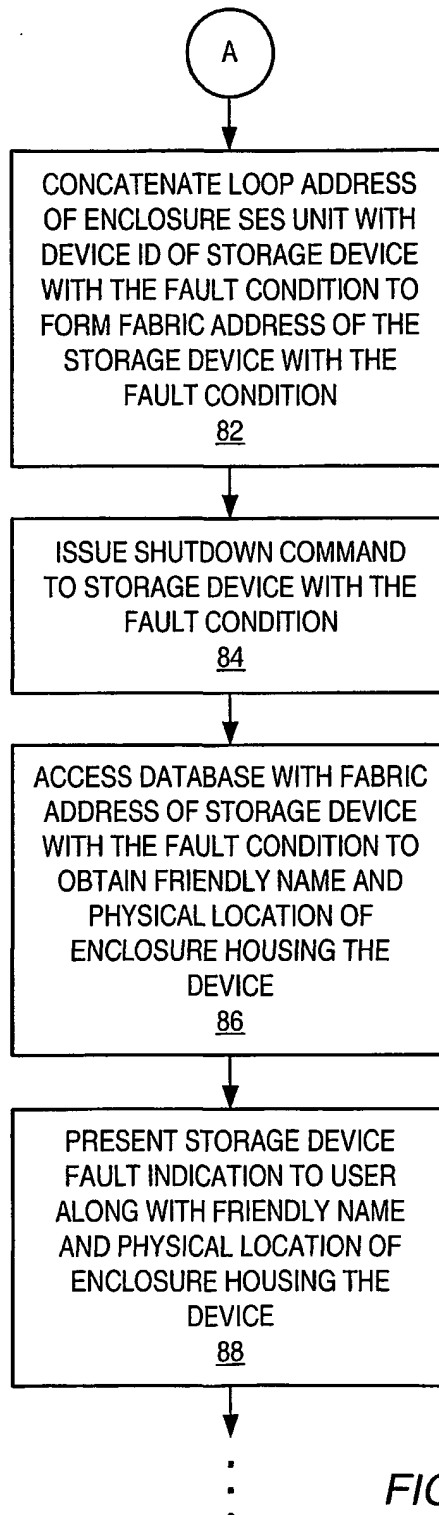 A
CONCATENATE LOOP ADDRESS
OF ENCLOSURE SES UNIT WITH
DEVICE ID OF STORAGE DEVICE
WITH THE FAULT CONDITION TO
FORM FABRIC ADDRESS OF THE
STORAGE DEVICE WITH THE
FAULT CONDITION
82
ISSUE SHUTDOWN COMMAND
TO STORAGE DEVICE WITH THE
FAULT CONDITION
84
ACCESS DATABASE WITH FABRIC
ADDRESS OF STORAGE DEVICE
WITH THE FAULT CONDITION TO
OBTAIN FRIENDLY NAME AND
PHYSICAL LOCATION OF
ENCLOSURE HOUSING THE
DEVICE
86
PRESENT STORAGE DEVICE
FAULT INDICATION TO USER
ALONG WITH FRIENDLY NAME
AND PHYSICAL LOCATION OF
ENCLOSURE HOUSING THE
DEVICE
88